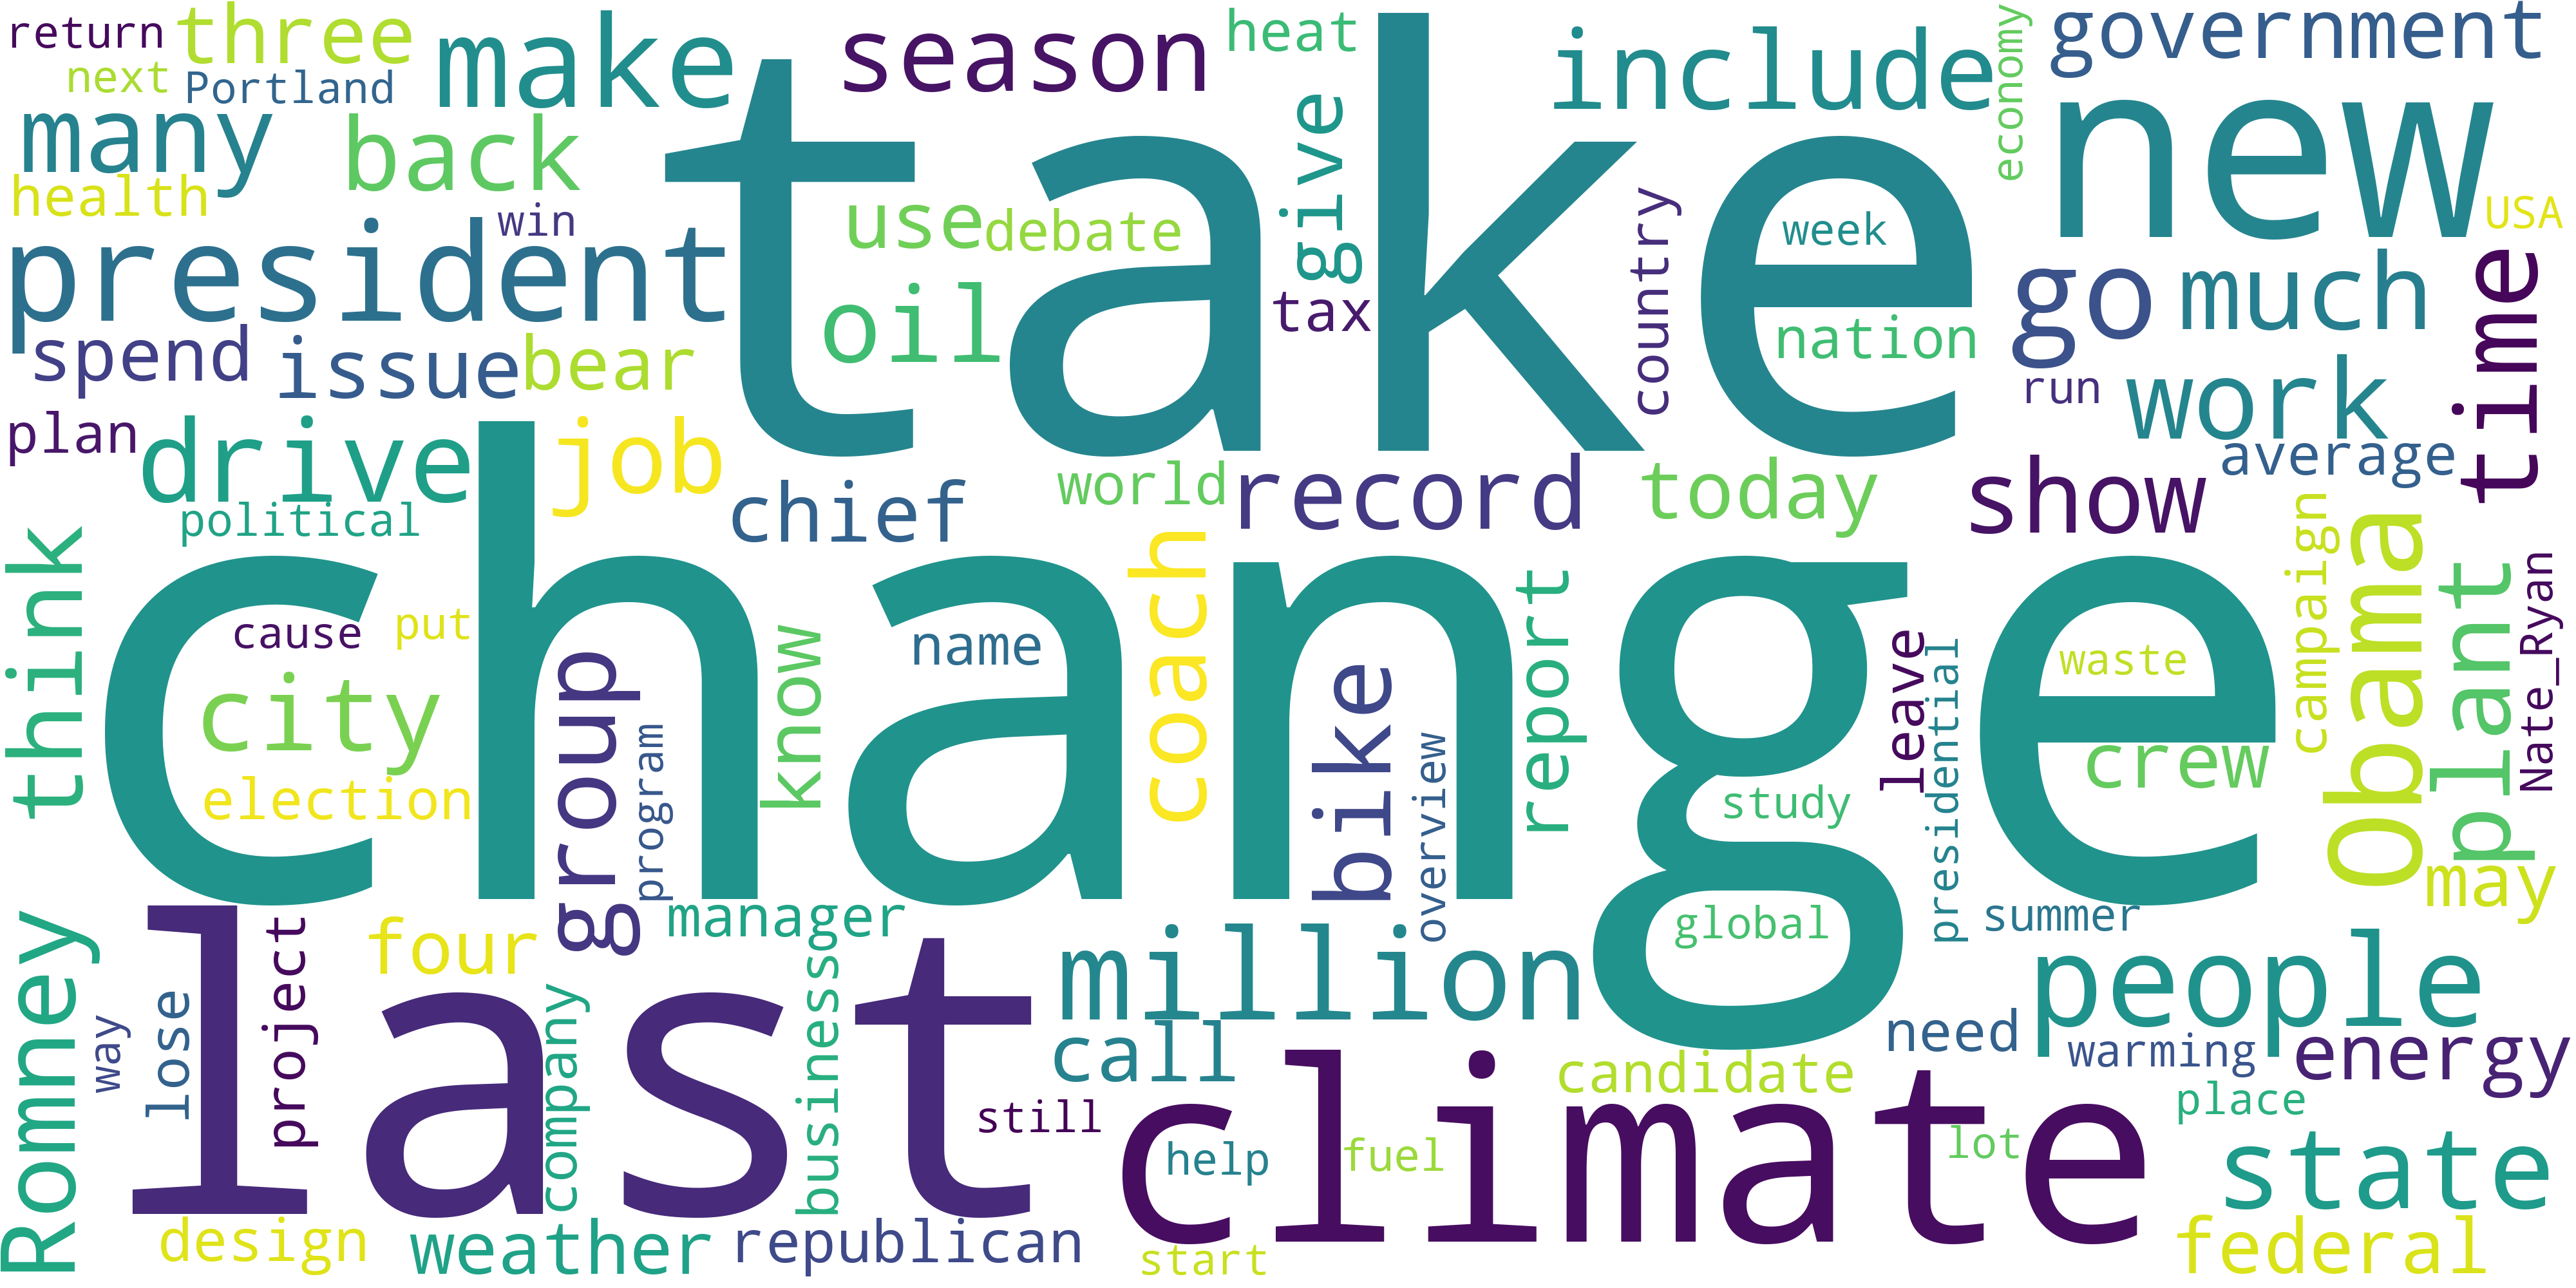 return
three
make
season
heat
include
economy
government
next
Portland
take
new
many
back
give
health
win
use
debate
country
week
USA
president
oil
tax
nation
go
much
time
spend
issue
bear
run
work
plan
drive
job
chief
world
record
today
show
average
political
think
change
coach
report
campaign
obama
plant
Nate_Ryan
cause
put
know
name
bike
leave
presidential
waste
city
group
program
overview
study
crew
election
may
Romney
last
project
four
manager
million
global
summer
people
way
lose
company
business
call
need
warming
energy
still
climate
candidate
place
help
fuel
lot
state
design
weather
republican
start
federal